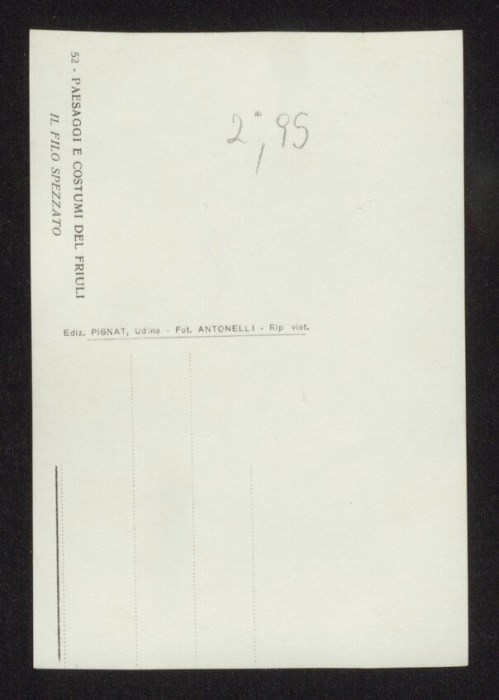 52 - PAESAGGI E COSTUMI DEL FRIULI
IL FILO SPEZZATO
2°, 95
Ediz. PIGNAT, Udine - Fot. ANTONELLI - Rip viet.